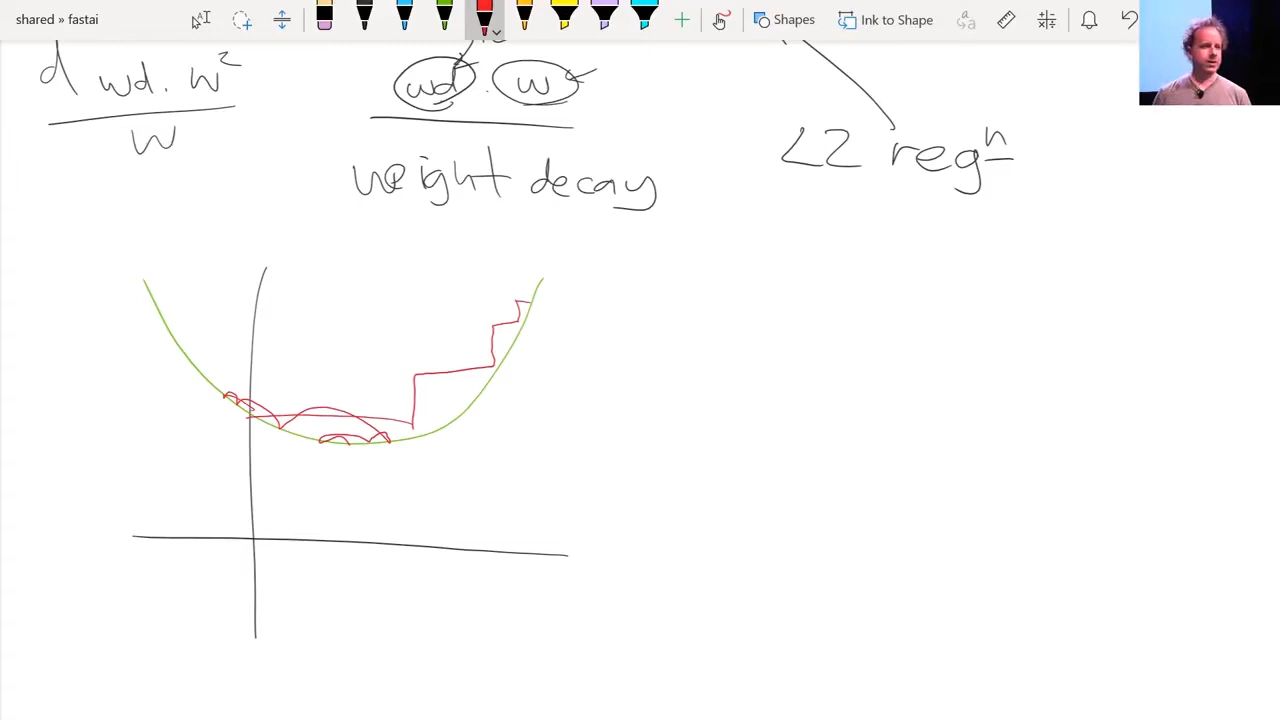 shared » fastai
Shapes
Ink to Shape
d wd. w²
w
wd . w
weight decay
L2 regⁿ